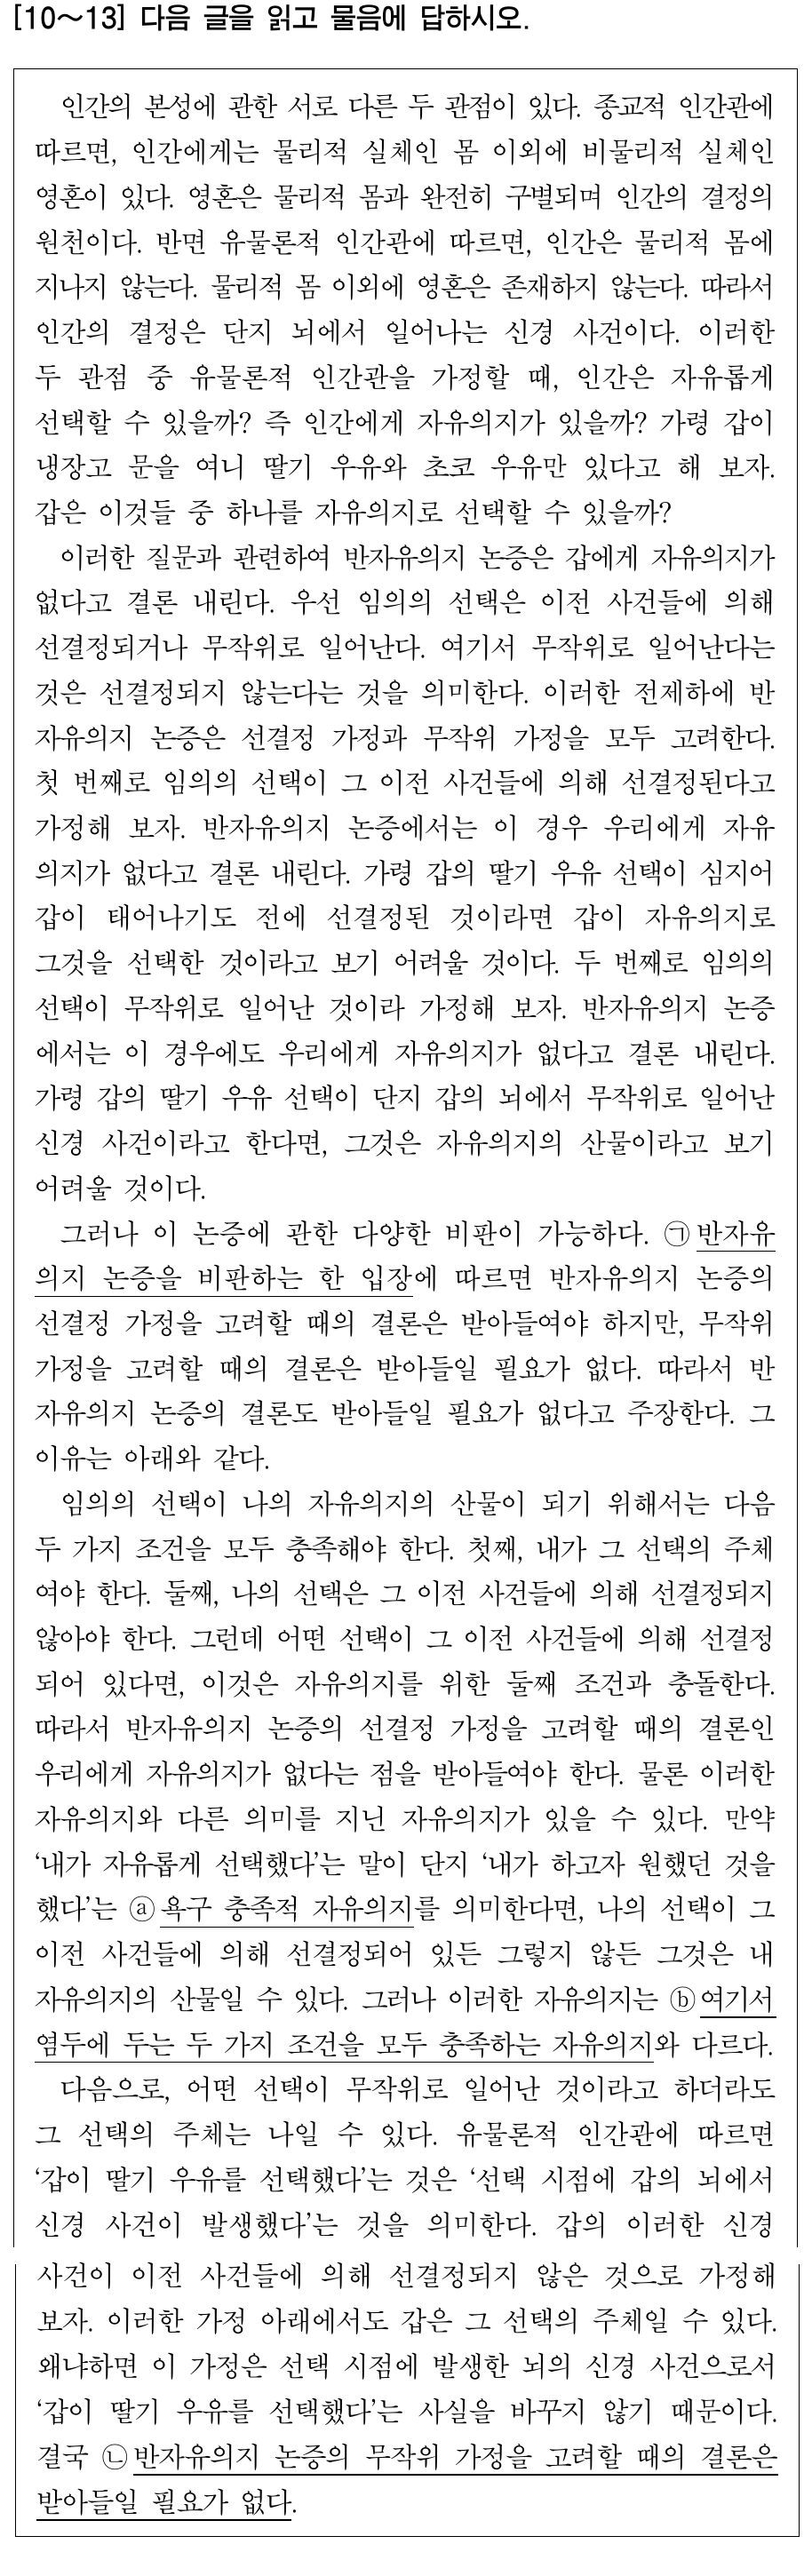 [10～13] 다음 글을 읽고 물음에 답하시오.
인간의 본성에 관한 서로 다른 두 관점이 있다. 종교적 인간관에
따르면, 인간에게는 물리적 실체인 몸 이외에 비물리적 실체인
영혼이 있다. 영혼은 물리적 몸과 완전히 구별되며 인간의 결정의
원천이다. 반면 유물론적 인간관에 따르면, 인간은 물리적 몸에
지나지 않는다. 물리적 몸 이외에 영혼은 존재하지 않는다. 따라서
인간의 결정은 단지 뇌에서 일어나는 신경 사건이다. 이러한
두 관점 중 유물론적 인간관을 가정할 때, 인간은 자유롭게
선택할 수 있을까? 즉 인간에게 자유의지가 있을까? 가령 갑이
냉장고 문을 여니 딸기 우유와 초코 우유만 있다고 해 보자.
갑은 이것들 중 하나를 자유의지로 선택할 수 있을까?
이러한 질문과 관련하여 반자유의지 논증은 갑에게 자유의지가
없다고 결론 내린다. 우선 임의의 선택은 이전 사건들에 의해
선결정되거나 무작위로 일어난다. 여기서 무작위로 일어난다는
것은 선결정되지 않는다는 것을 의미한다. 이러한 전제하에 반
자유의지 논증은 선결정 가정과 무작위 가정을 모두 고려한다.
첫 번째로 임의의 선택이 그 이전 사건들에 의해 선결정된다고
가정해 보자. 반자유의지 논증에서는 이 경우 우리에게 자유
의지가 없다고 결론 내린다. 가령 갑의 딸기 우유 선택이 심지어
갑이 태어나기도 전에 선결정된 것이라면 갑이 자유의지로
그것을 선택한 것이라고 보기 어려울 것이다. 두 번째로 임의의
선택이 무작위로 일어난 것이라 가정해 보자. 반자유의지 논증
에서는 이 경우에도 우리에게 자유의지가 없다고 결론 내린다.
가령 갑의 딸기 우유 선택이 단지 갑의 뇌에서 무작위로 일어난
신경 사건이라고 한다면, 그것은 자유의지의 산물이라고 보기
어려울 것이다.
그러나 이 논증에 관한 다양한 비판이 가능하다. ㉠반자유
의지 논증을 비판하는 한 입장에 따르면 반자유의지 논증의
선결정 가정을 고려할 때의 결론은 받아들여야 하지만, 무작위
가정을 고려할 때의 결론은 받아들일 필요가 없다. 따라서 반
자유의지 논증의 결론도 받아들일 필요가 없다고 주장한다. 그
이유는 아래와 같다.
임의의 선택이 나의 자유의지의 산물이 되기 위해서는 다음
두 가지 조건을 모두 충족해야 한다. 첫째, 내가 그 선택의 주체
여야 한다. 둘째, 나의 선택은 그 이전 사건들에 의해 선결정되지
않아야 한다. 그런데 어떤 선택이 그 이전 사건들에 의해 선결정
되어 있다면, 이것은 자유의지를 위한 둘째 조건과 충돌한다.
따라서 반자유의지 논증의 선결정 가정을 고려할 때의 결론인
우리에게 자유의지가 없다는 점을 받아들여야 한다. 물론 이러한
자유의지와 다른 의미를 지닌 자유의지가 있을 수 있다. 만약
‘내가 자유롭게 선택했다’는 말이 단지 ‘내가 하고자 원했던 것을
했다’는 ⓐ욕구 충족적 자유의지를 의미한다면, 나의 선택이 그
이전 사건들에 의해 선결정되어 있든 그렇지 않든 그것은 내
자유의지의 산물일 수 있다. 그러나 이러한 자유의지는 ⓑ여기서
염두에 두는 두 가지 조건을 모두 충족하는 자유의지와 다르다.
다음으로, 어떤 선택이 무작위로 일어난 것이라고 하더라도
그 선택의 주체는 나일 수 있다. 유물론적 인간관에 따르면
‘갑이 딸기 우유를 선택했다’는 것은 ‘선택 시점에 갑의 뇌에서
신경 사건이 발생했다’는 것을 의미한다. 갑의 이러한 신경
사건이 이전 사건들에 의해 선결정되지 않은 것으로 가정해
보자. 이러한 가정 아래에서도 갑은 그 선택의 주체일 수 있다.
왜냐하면 이 가정은 선택 시점에 발생한 뇌의 신경 사건으로서
‘갑이 딸기 우유를 선택했다’는 사실을 바꾸지 않기 때문이다.
결국 ㉡반자유의지 논증의 무작위 가정을 고려할 때의 결론은
받아들일 필요가 없다.